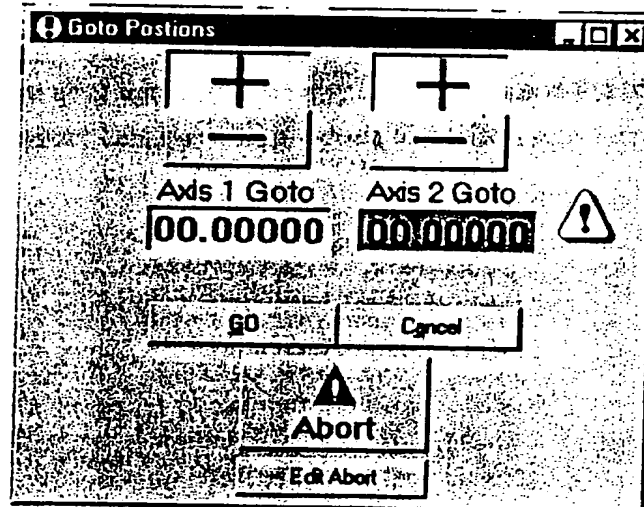 Goto Postions
+ +
− −
Axis 1 Goto Axis 2 Goto
00.00000 00.00000
GO Cancel
Abort
Edit Abort